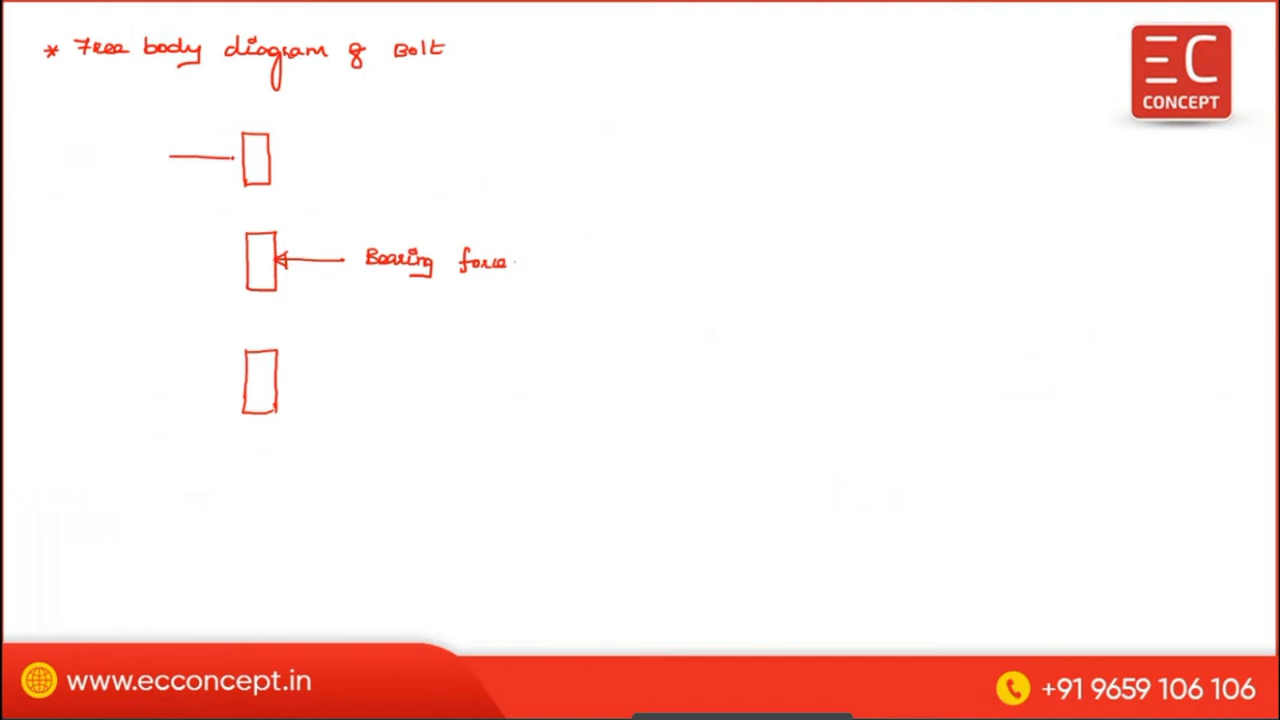 * Free body diagram of Bolt
EC
CONCEPT
Bearing force
www.ecconcept.in
+91 9659 106 106